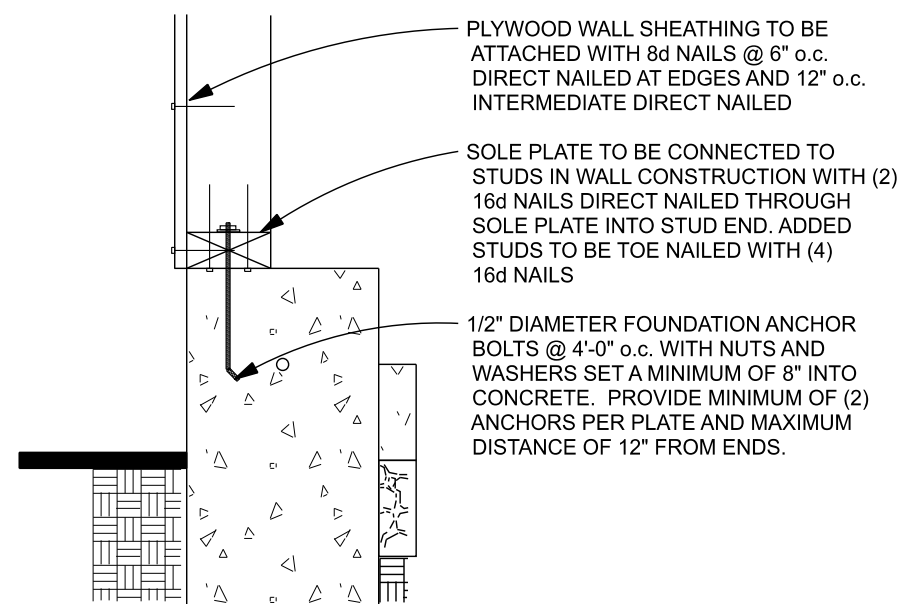 PLYWOOD WALL SHEATHING TO BE
ATTACHED WITH 8d NAILS @ 6" o.c.
DIRECT NAILED AT EDGES AND 12" o.c.
INTERMEDIATE DIRECT NAILED
SOLE PLATE TO BE CONNECTED TO
STUDS IN WALL CONSTRUCTION WITH (2)
16d NAILS DIRECT NAILED THROUGH
SOLE PLATE INTO STUD END. ADDED
STUDS TO BE TOE NAILED WITH (4)
16d NAILS
1/2" DIAMETER FOUNDATION ANCHOR
BOLTS @ 4'-0" o.c. WITH NUTS AND
WASHERS SET A MINIMUM OF 8" INTO
CONCRETE. PROVIDE MINIMUM OF (2)
ANCHORS PER PLATE AND MAXIMUM
DISTANCE OF 12" FROM ENDS.